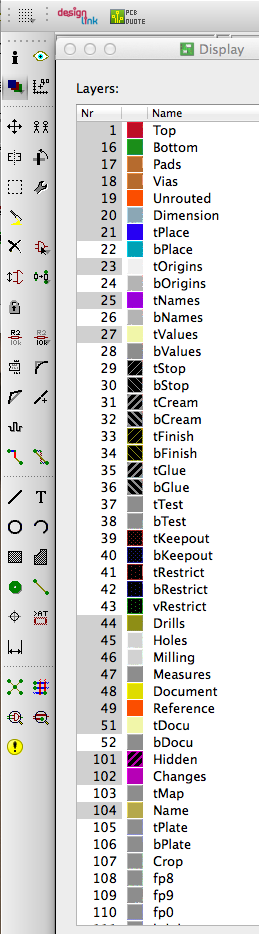 design link
PCB QUOTE
Display
Layers:
Nr Name
1 Top
16 Bottom
17 Pads
18 Vias
19 Unrouted
20 Dimension
21 tPlace
22 bPlace
23 tOrigins
24 bOrigins
25 tNames
26 bNames
27 tValues
28 bValues
29 tStop
30 bStop
31 tCream
32 bCream
33 tFinish
34 bFinish
35 tGlue
36 bGlue
37 tTest
38 bTest
39 tKeepout
40 bKeepout
41 tRestrict
42 bRestrict
43 vRestrict
44 Drills
45 Holes
46 Milling
47 Measures
48 Document
49 Reference
51 tDocu
52 bDocu
101 Hidden
102 Changes
103 tMap
104 Name
105 tPlate
106 bPlate
107 Crop
108 fp8
109 fp9
110 fp0
R2 R2
10k 10k
T
>AT